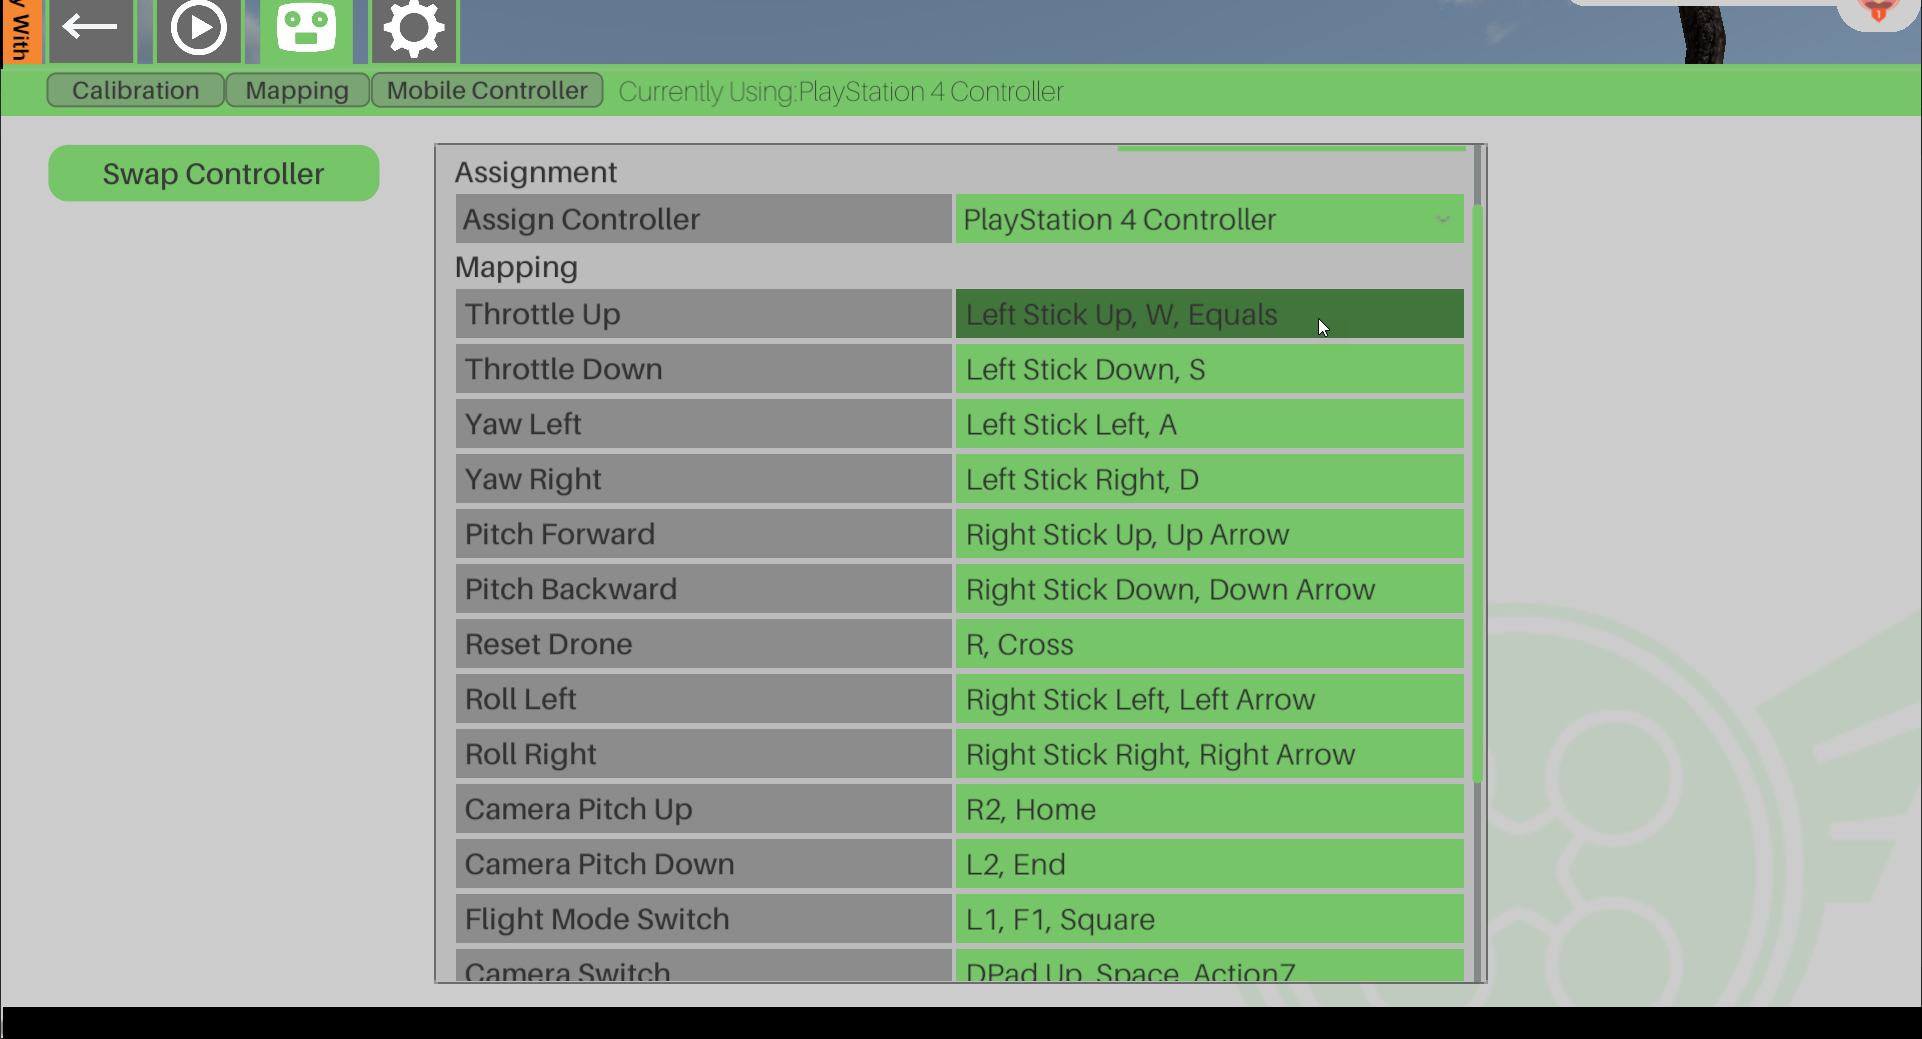 y With
Calibration Mapping Mobile Controller Currently Using:PlayStation 4 Controller
Swap Controller
Assignment
Assign Controller PlayStation 4 Controller
Mapping
Throttle Up Left Stick Up, W, Equals
Throttle Down Left Stick Down, S
Yaw Left Left Stick Left, A
Yaw Right Left Stick Right, D
Pitch Forward Right Stick Up, Up Arrow
Pitch Backward Right Stick Down, Down Arrow
Reset Drone R, Cross
Roll Left Right Stick Left, Left Arrow
Roll Right Right Stick Right, Right Arrow
Camera Pitch Up R2, Home
Camera Pitch Down L2, End
Flight Mode Switch L1, F1, Square
Camera Switch DPad Up, Space, Action7